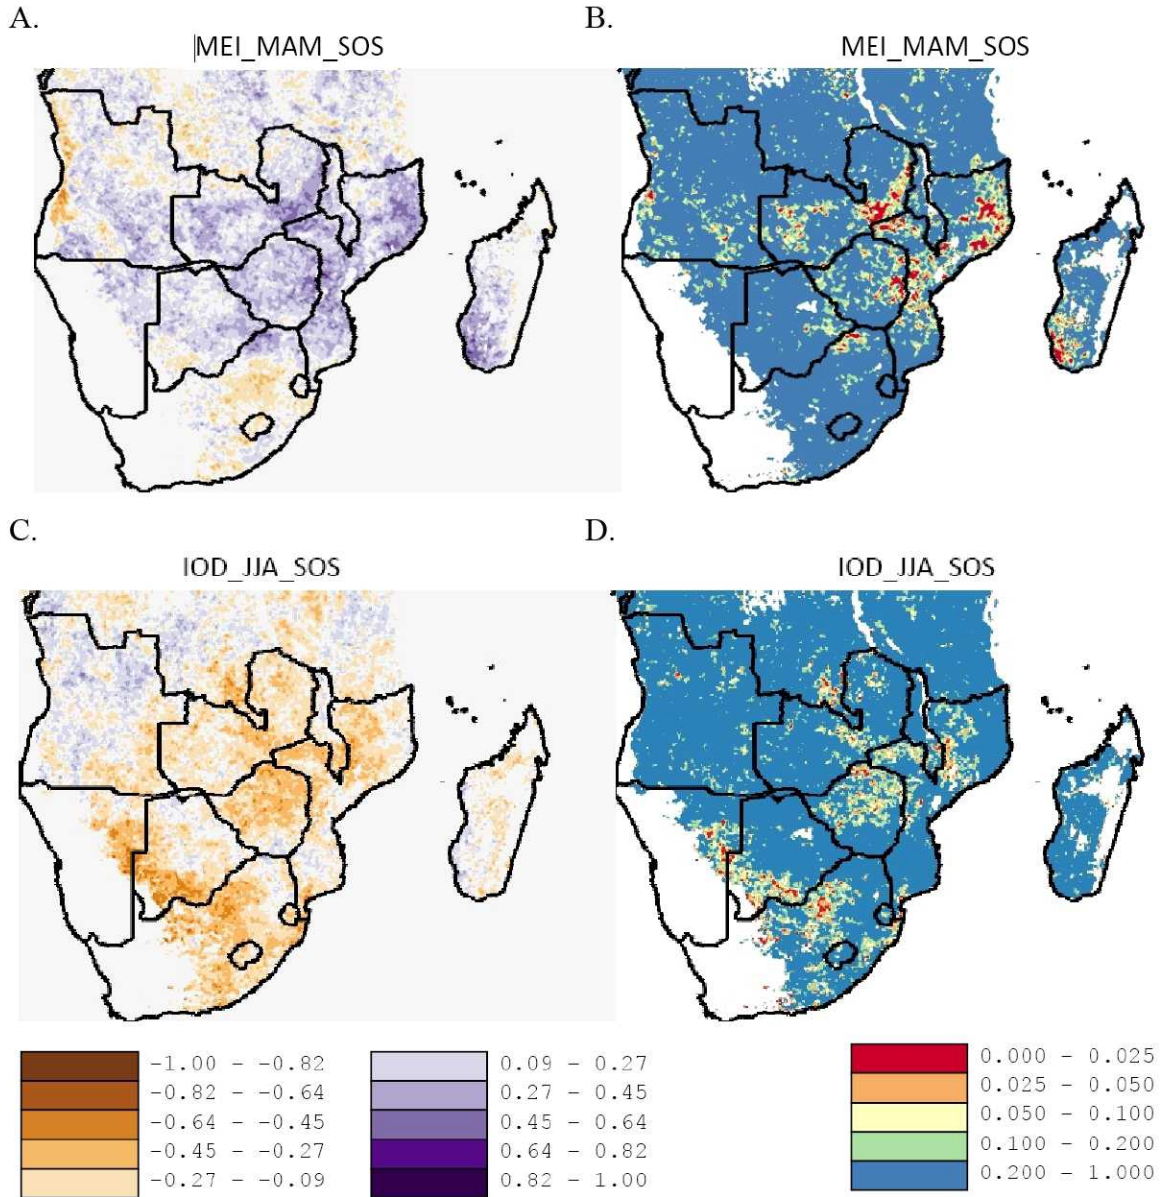 A.
B.
MEI_MAM_SOS
MEI_MAM_SOS
C.
D.
IOD_JJA_SOS
IOD_JJA_SOS
-1.00 - -0.82
-0.82 - -0.64
-0.64 - -0.45
-0.45 - -0.27
-0.27 - -0.09
0.09 - 0.27
0.27 - 0.45
0.45 - 0.64
0.64 - 0.82
0.82 - 1.00
0.000 - 0.025
0.025 - 0.050
0.050 - 0.100
0.100 - 0.200
0.200 - 1.000